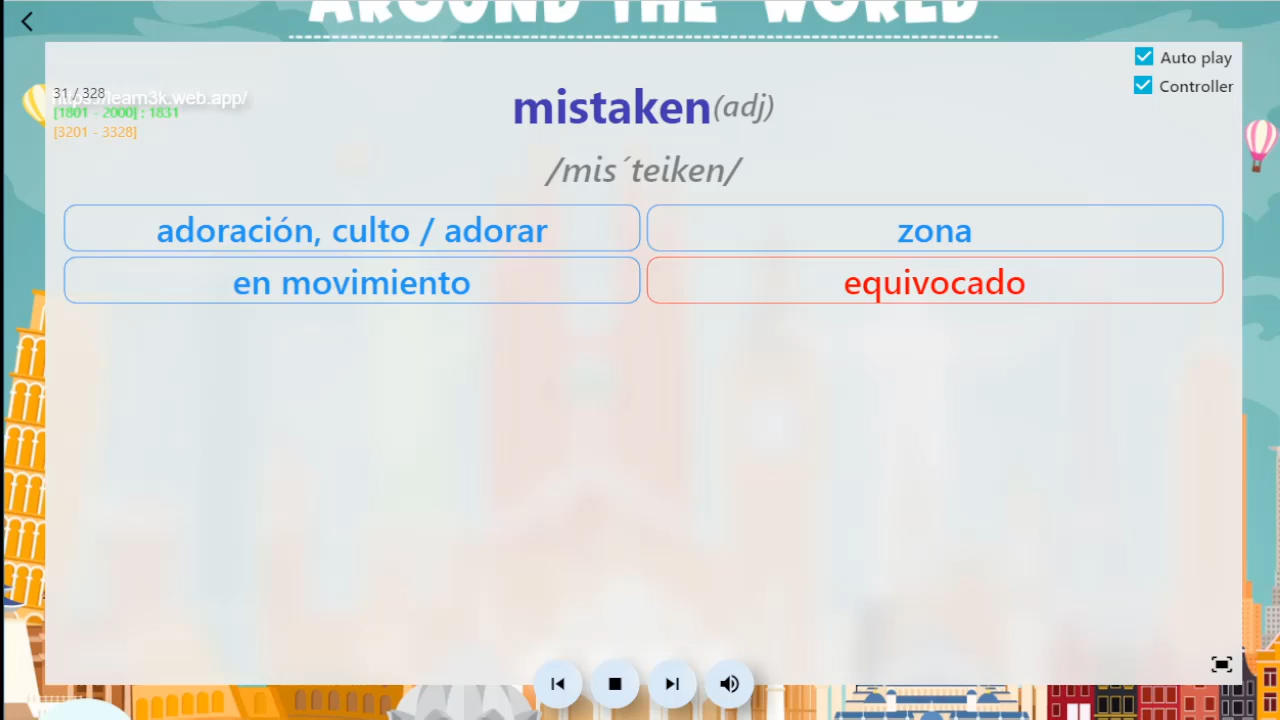 AROUND THE WORLD
Auto play
Controller
31 / 328
https://learn3k.web.app/
[1801 - 2000] : 1831
[3201 - 3328]
mistaken(adj)
/mis´teiken/
adoración, culto / adorar
zona
en movimiento
equivocado